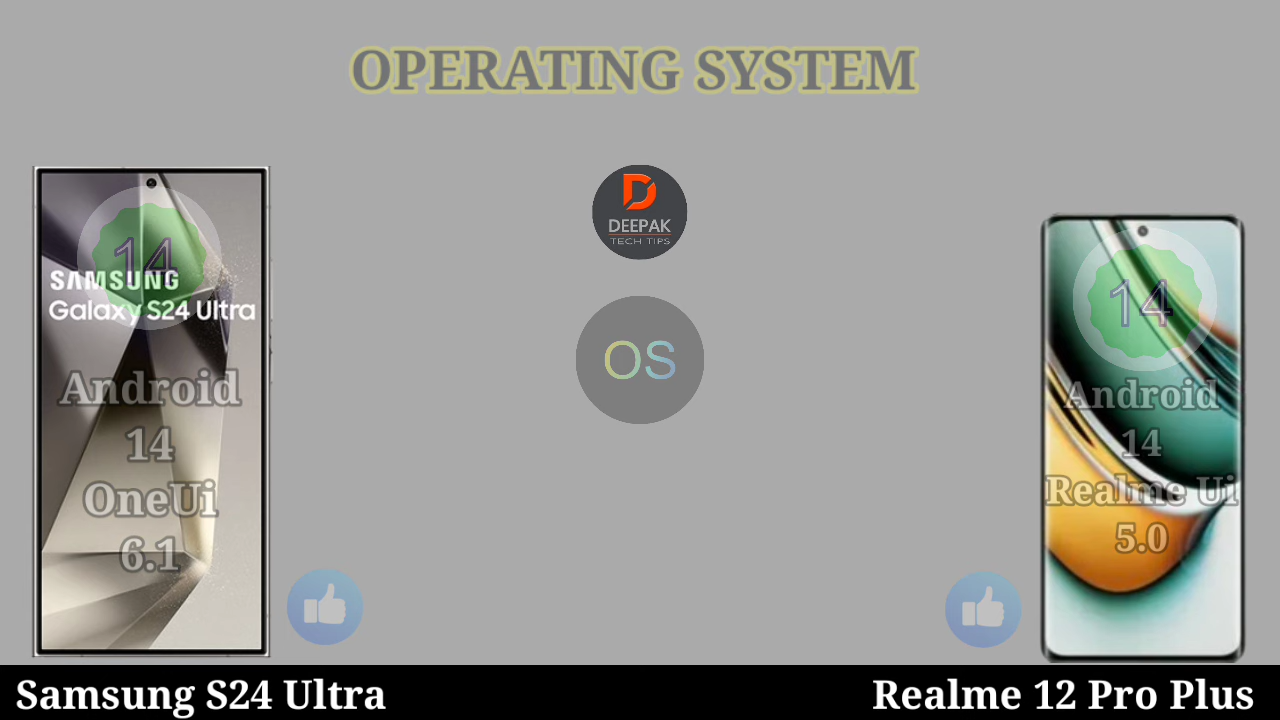 OPERATING SYSTEM
DEEPAK
TECH TIPS
OS
14
SAMSUNG
Galaxy S24 Ultra
Android
14
OneUi
6.1
14
Android
14
Realme Ui
5.0
Samsung S24 Ultra
Realme 12 Pro Plus